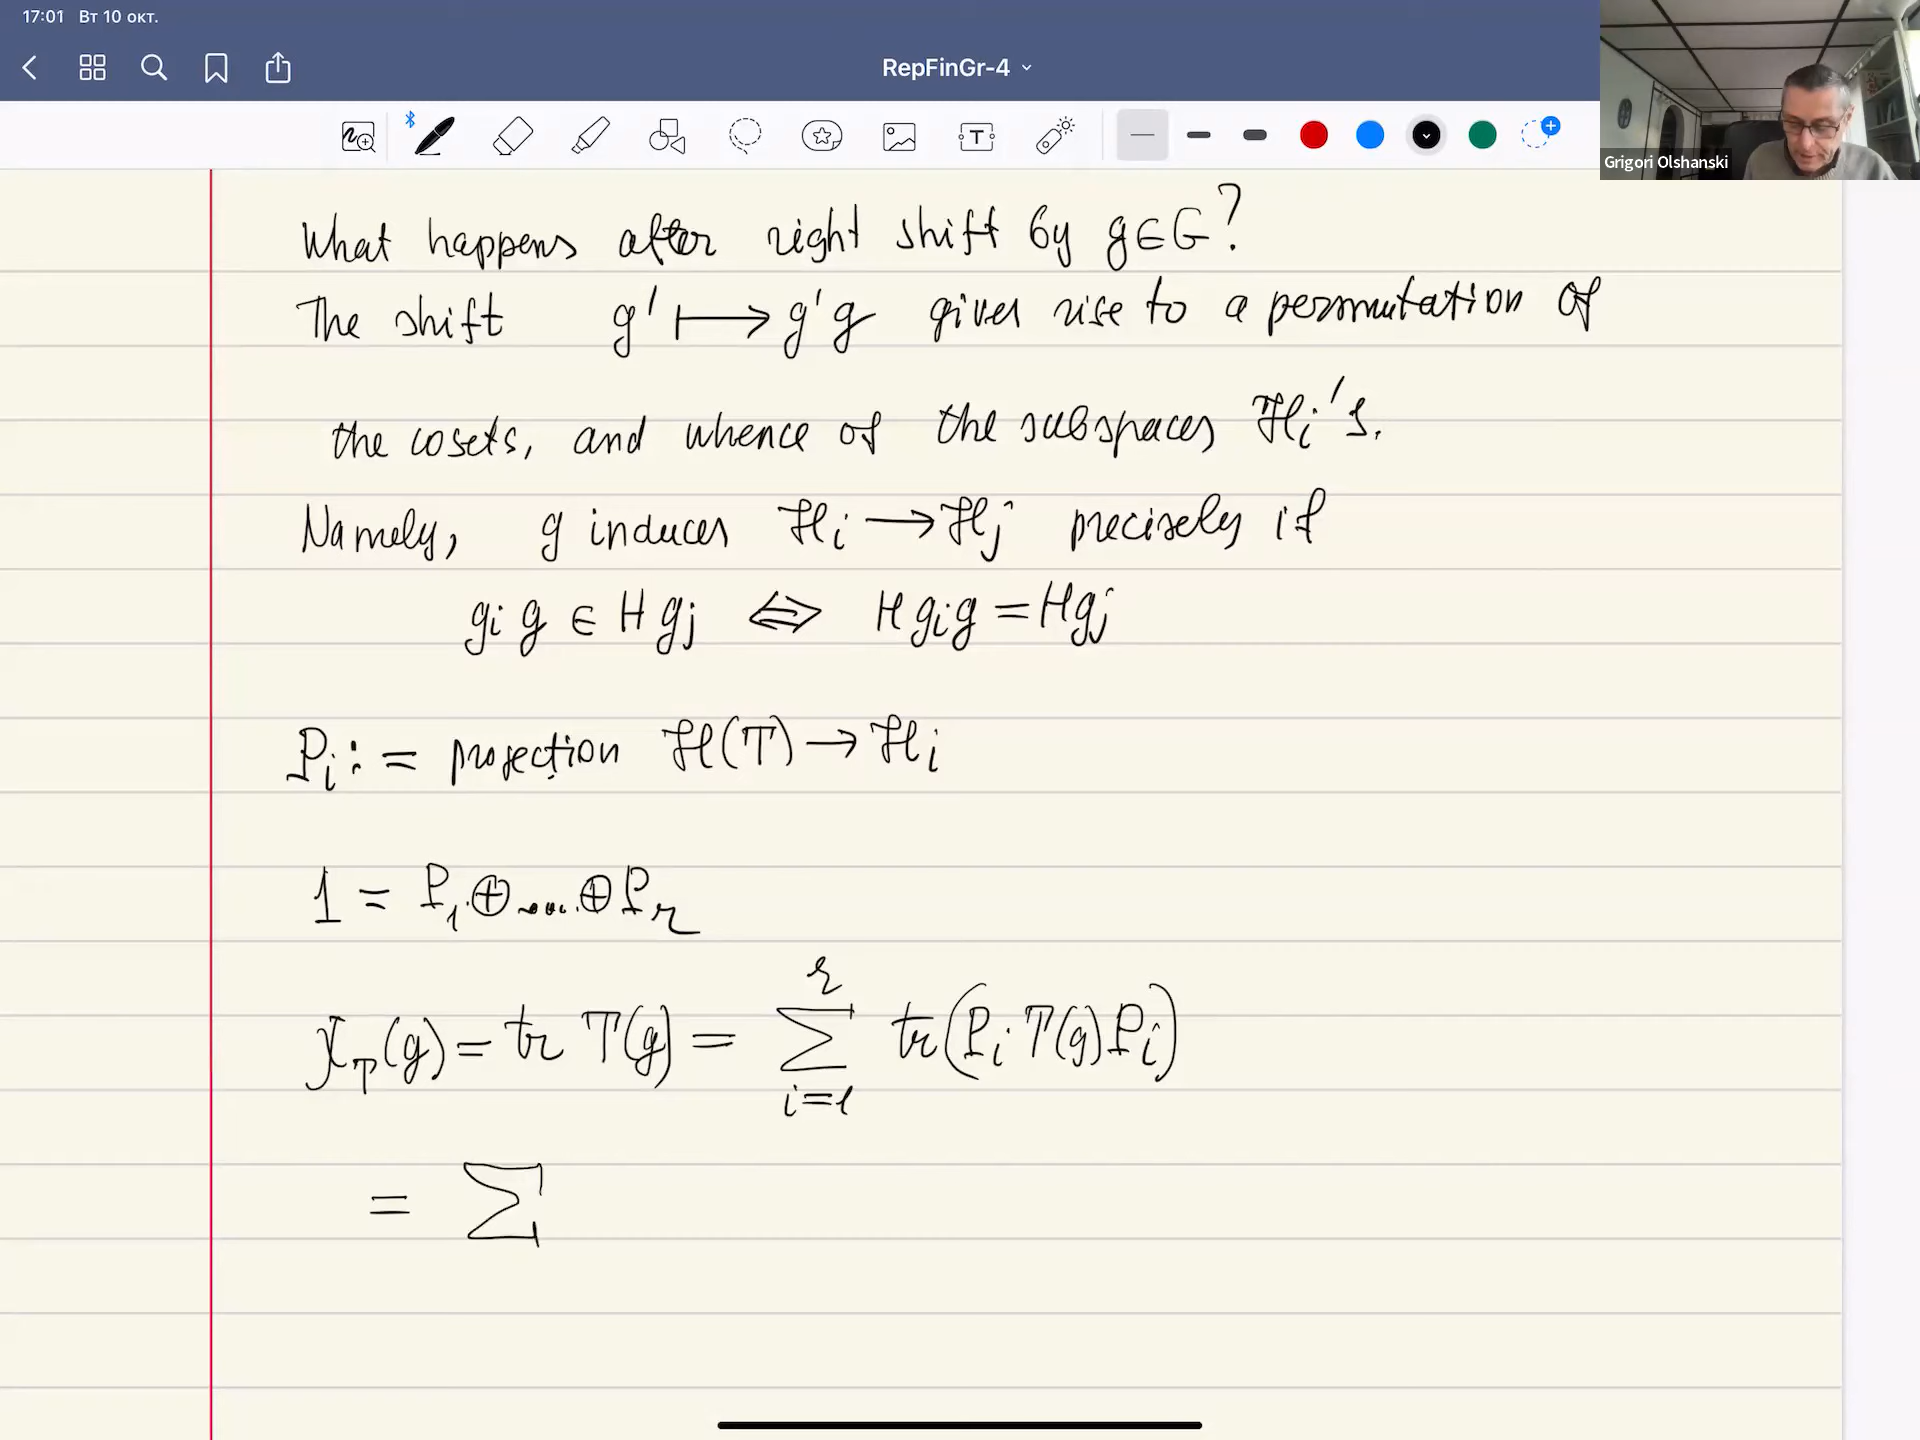 17:01 Вт 10 окт.
RepFinGr-4
Grigori Olshanski
What happens after right shift by g∈G?
The shift g' ⟼ g'g gives rise to a permutation of
the cosets, and whence of the subspaces ℋi's.
Namely, g induces ℋi → ℋj precisely if
gi g ∈ H gj ⇔ H gi g = H gj
Pi := projection ℋ(T) → ℋi
1 = P1 ⊕ .... ⊕ Pr
χT(g) = tr T(g) = ∑_{i=1}^{r} tr(Pi T(g) Pi)
= ∑